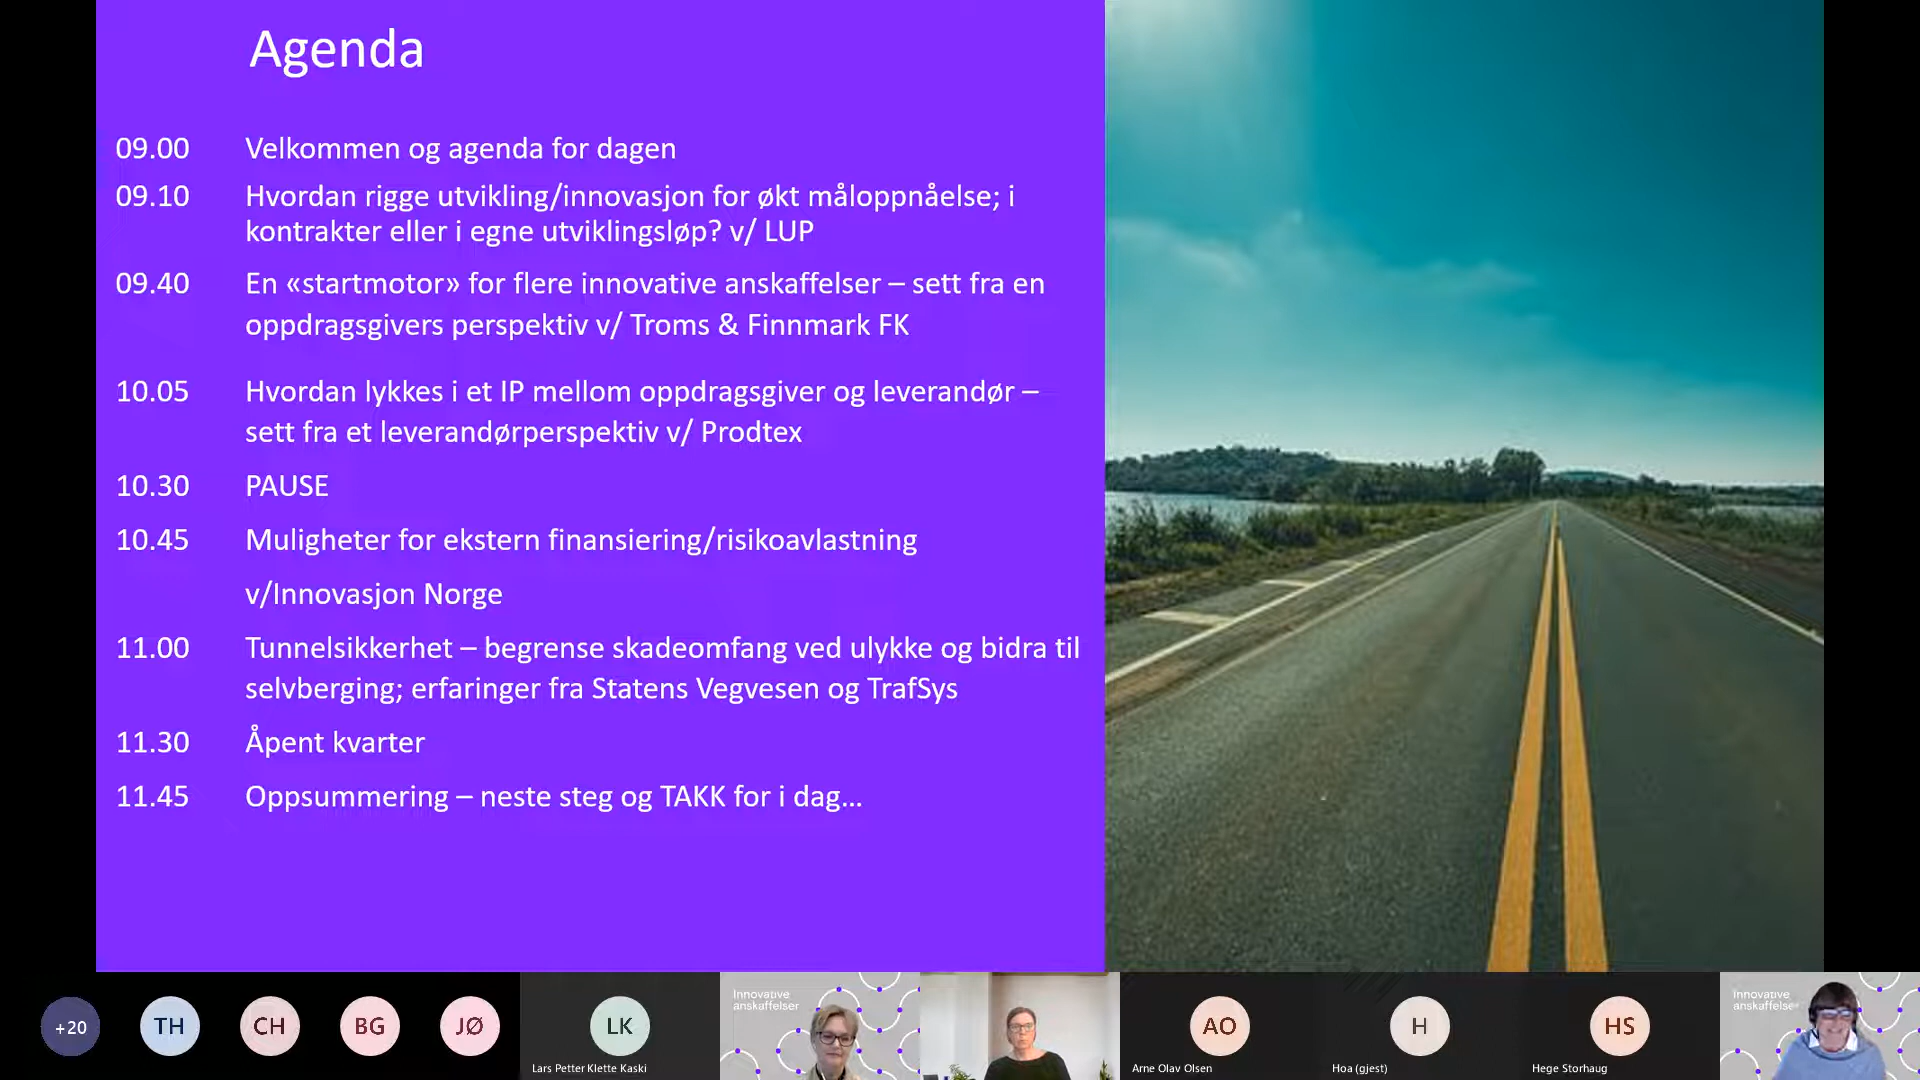 Agenda
09.00 Velkommen og agenda for dagen
09.10 Hvordan rigge utvikling/innovasjon for økt måloppnåelse; i
kontrakter eller i egne utviklingsløp? v/ LUP
09.40 En «startmotor» for flere innovative anskaffelser – sett fra en
oppdragsgivers perspektiv v/ Troms & Finnmark FK
10.05 Hvordan lykkes i et IP mellom oppdragsgiver og leverandør –
sett fra et leverandørperspektiv v/ Prodtex
10.30 PAUSE
10.45 Muligheter for ekstern finansiering/risikoavlastning
v/Innovasjon Norge
11.00 Tunnelsikkerhet – begrense skadeomfang ved ulykke og bidra til
selvberging; erfaringer fra Statens Vegvesen og TrafSys
11.30 Åpent kvarter
11.45 Oppsummering – neste steg og TAKK for i dag...
+20
TH
CH
BG
JØ
LK
Lars Petter Klette Kaski
Innovative
anskaffelser
AO
Arne Olav Olsen
H
Hoa (gjest)
HS
Hege Storhaug
Innovative
anskaffelser